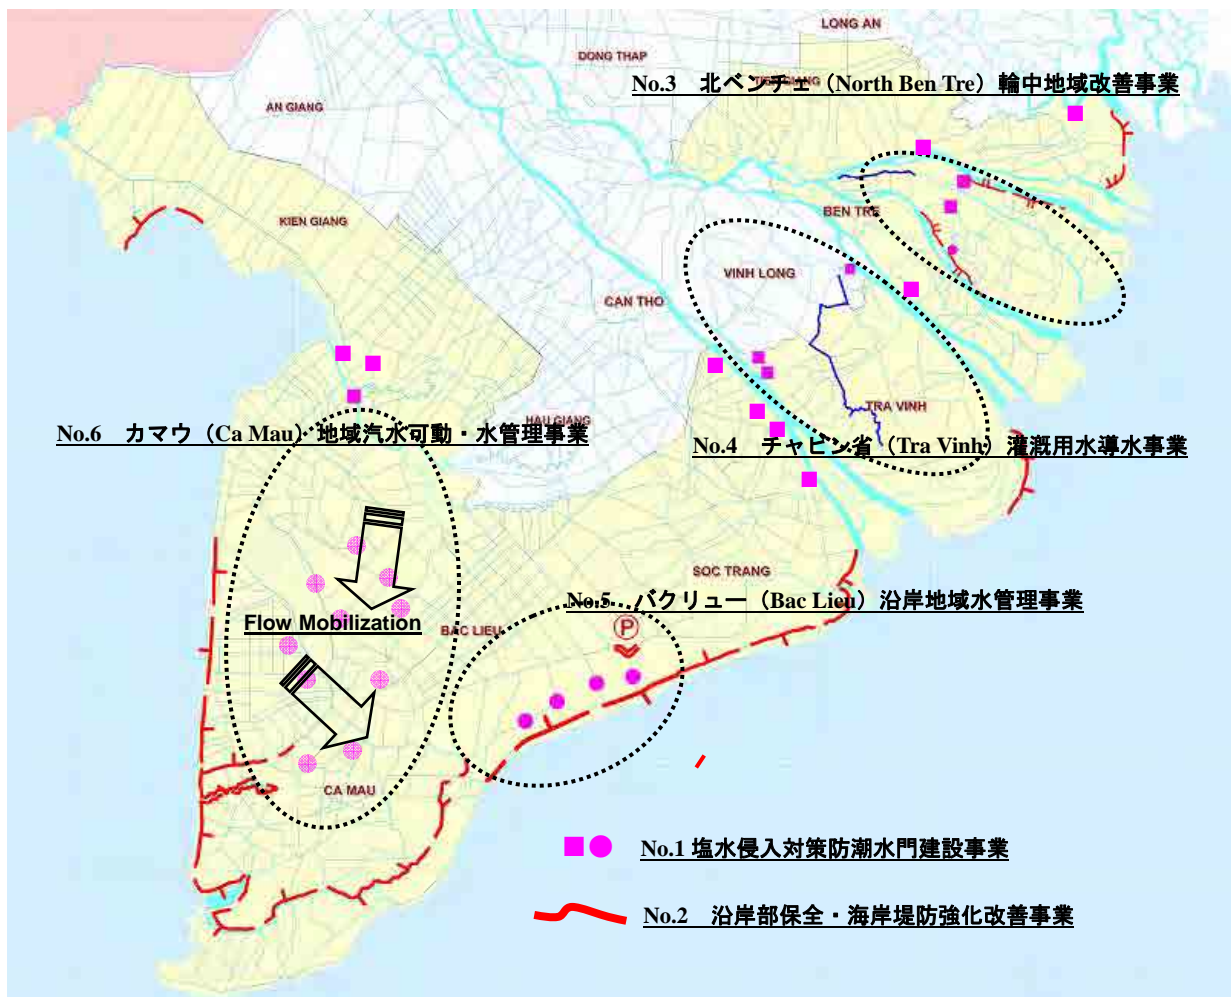 LONG AN
DONG THAP
No.3 北ベンチェ（North Ben Tre）輪中地域改善事業
AN GIANG
BEN TRE
KIEN GIANG
VINH LONG
CAN THO
TRA VINH
HAU GIANG
No.6 カマウ（Ca Mau）地域汽水可動・水管理事業
No.4 チャビン省（Tra Vinh）灌漑用水導水事業
SOC TRANG
No.5 バクリュー（Bac Lieu）沿岸地域水管理事業
Flow Mobilization
BAC LIEU
P
CA MAU
No.1 塩水侵入対策防潮水門建設事業
No.2 沿岸部保全・海岸堤防強化改善事業